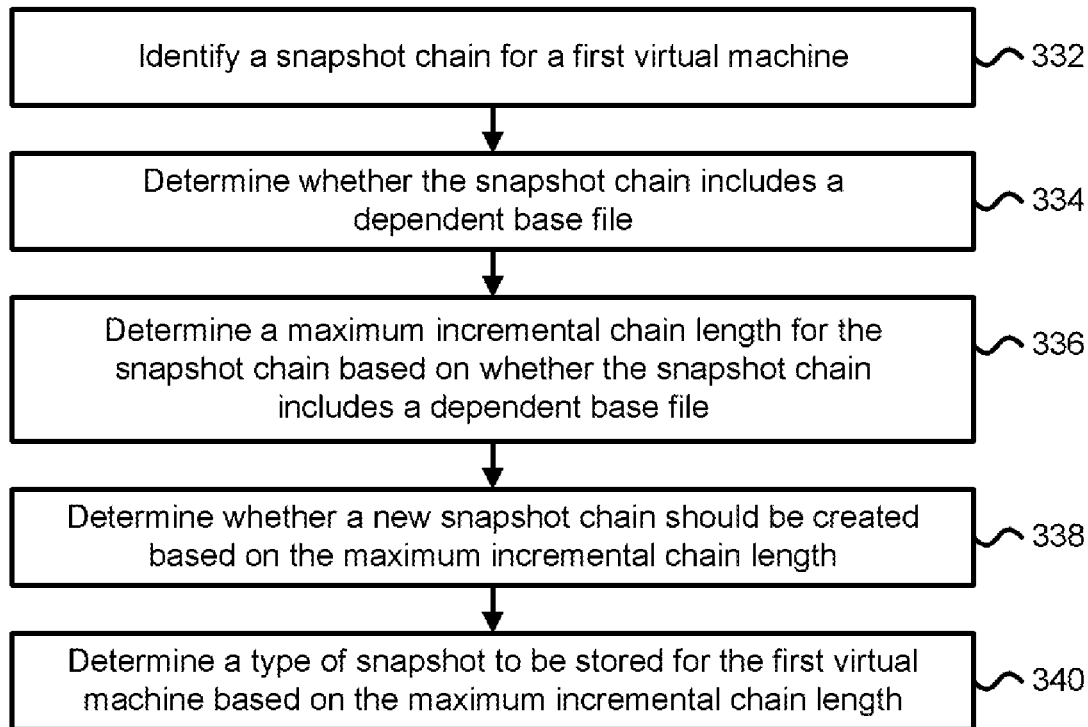 Identify a snapshot chain for a first virtual machine
332
Determine whether the snapshot chain includes a
dependent base file
334
Determine a maximum incremental chain length for the
snapshot chain based on whether the snapshot chain
includes a dependent base file
336
Determine whether a new snapshot chain should be created
based on the maximum incremental chain length
338
Determine a type of snapshot to be stored for the first virtual
machine based on the maximum incremental chain length
340